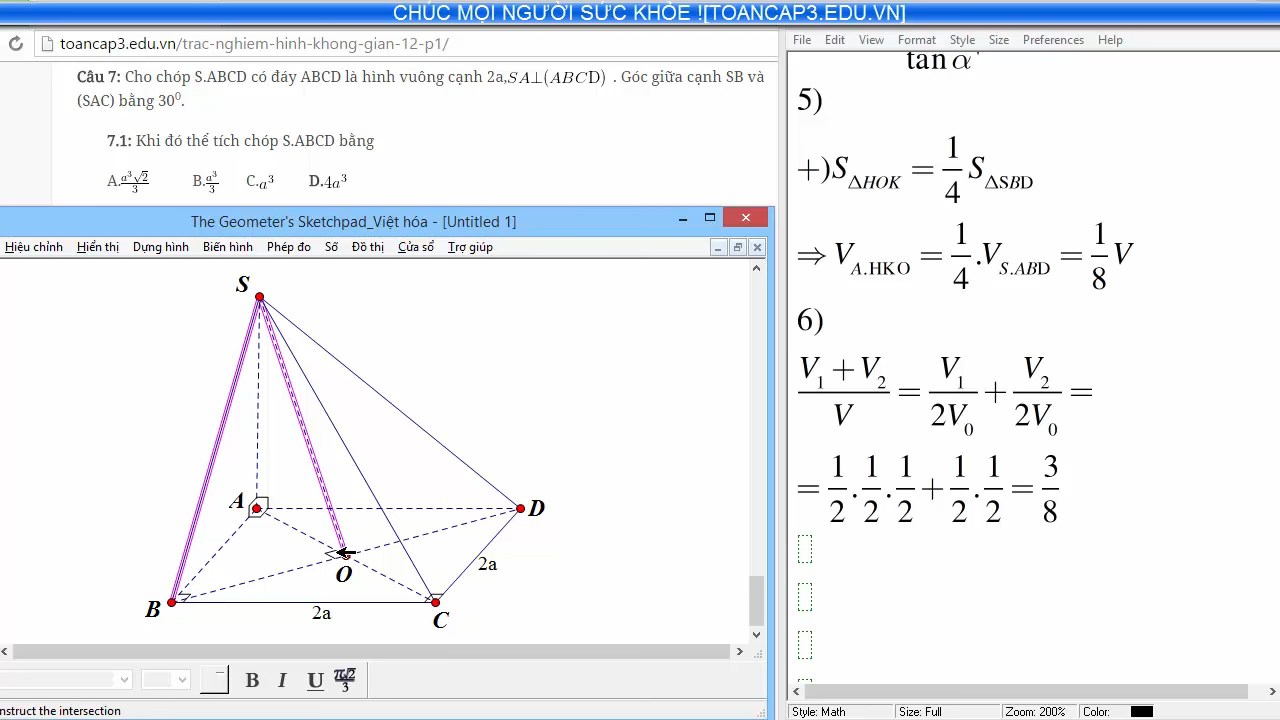 CHÚC MỌI NGƯỜI SỨC KHỎE ![TOANCAP3.EDU.VN]
toancap3.edu.vn/trac-nghiem-hinh-khong-gian-12-p1/
Câu 7: Cho chóp S.ABCD có đáy ABCD là hình vuông cạnh 2a,SA⊥(ABCD) . Góc giữa cạnh SB và
(SAC) bằng 30⁰.
7.1: Khi đó thể tích chóp S.ABCD bằng
A. a³√2/3 B. a³/3 C. a³ D. 4a³
The Geometer's Sketchpad_Việt hóa - [Untitled 1]
Hiệu chỉnh Hiển thị Dựng hình Biến hình Phép đo Số Đồ thị Cửa sổ Trợ giúp
S
A
D
O
2a
B
2a
C
B I U π√2/3
nstruct the intersection
File Edit View Format Style Size Preferences Help
tan α
5)
+)S_ΔHOK = 1/4 S_ΔSBD
⇒ V_A.HKO = 1/4 .V_S.ABD = 1/8 V
6)
(V₁ + V₂)/V = V₁/2V₀ + V₂/2V₀ =
= 1/2 . 1/2 . 1/2 + 1/2 . 1/2 = 3/8
Style: Math Size: Full Zoom: 200% Color: